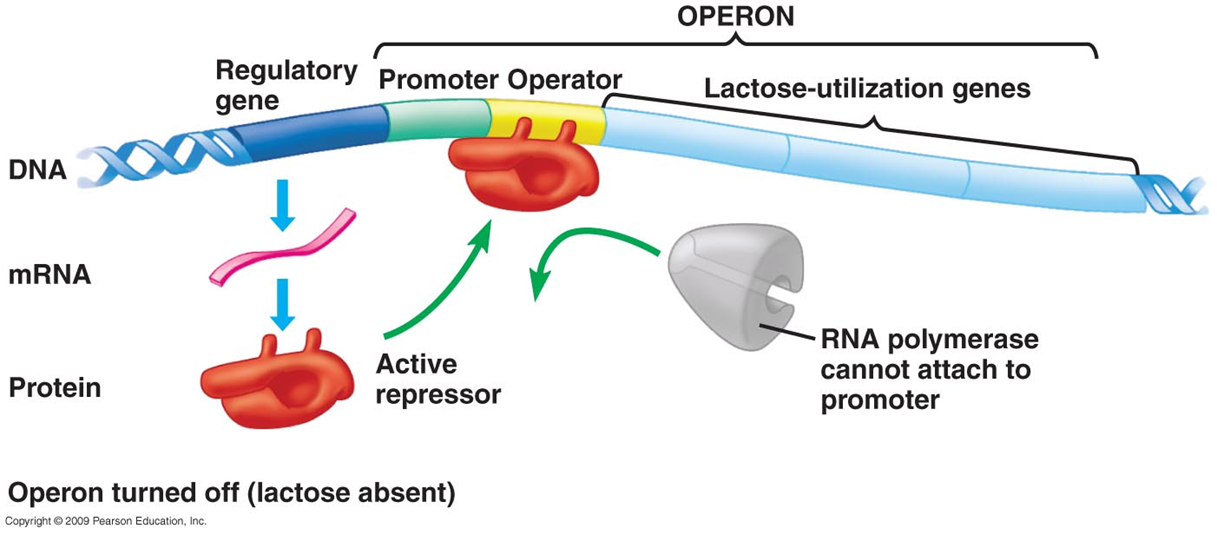 OPERON
Regulatory
gene
Promoter Operator
Lactose-utilization genes
DNA
mRNA
Protein
Active
repressor
RNA polymerase
cannot attach to
promoter
Operon turned off (lactose absent)
Copyright © 2009 Pearson Education, Inc.